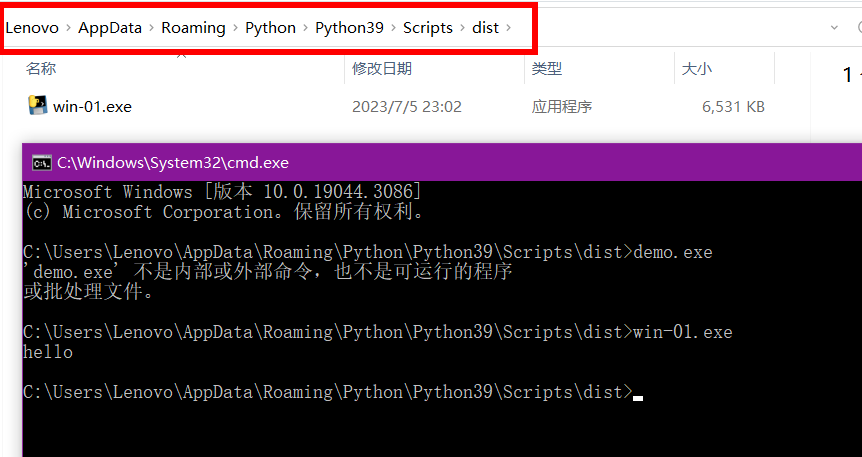 Lenovo › AppData › Roaming › Python › Python39 › Scripts › dist ›
名称 修改日期 类型 大小
win-01.exe 2023/7/5 23:02 应用程序 6,531 KB
1
C:\Windows\System32\cmd.exe
Microsoft Windows [版本 10.0.19044.3086]
(c) Microsoft Corporation。保留所有权利。
C:\Users\Lenovo\AppData\Roaming\Python\Python39\Scripts\dist>demo.exe
'demo.exe' 不是内部或外部命令，也不是可运行的程序
或批处理文件。
C:\Users\Lenovo\AppData\Roaming\Python\Python39\Scripts\dist>win-01.exe
hello
C:\Users\Lenovo\AppData\Roaming\Python\Python39\Scripts\dist>